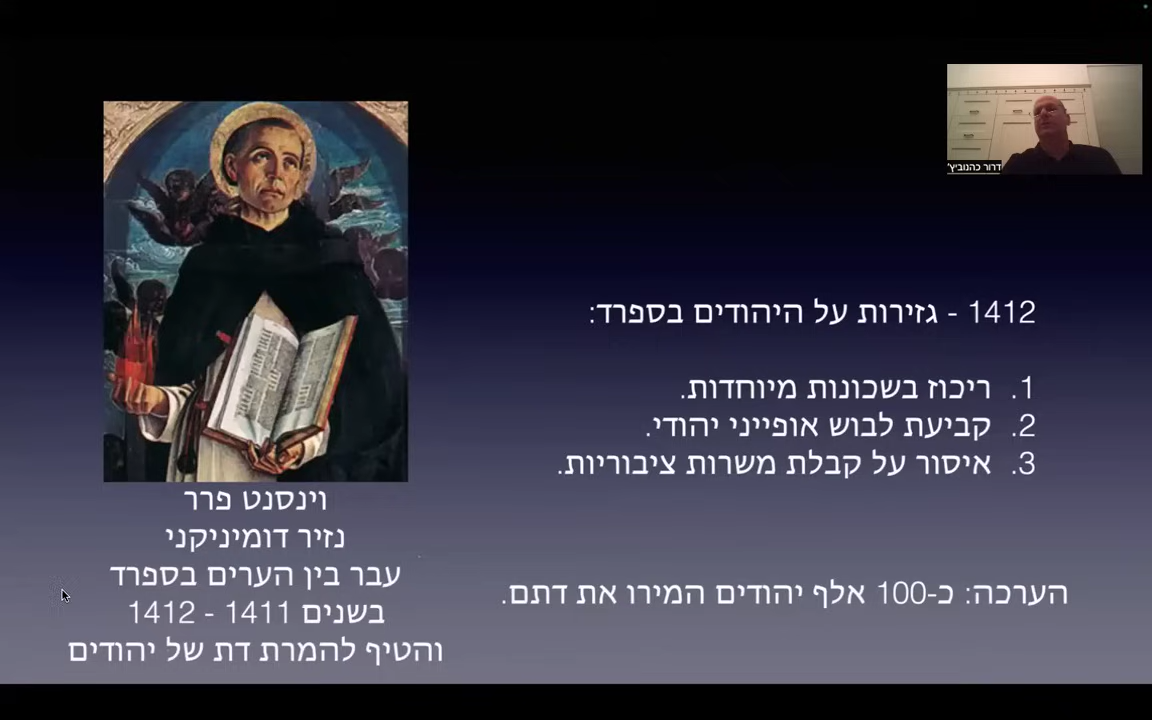 דרור כהנוביץ'
1412 - גזירות על היהודים בספרד:
1. ריכוז בשכונות מיוחדות.
2. קביעת לבוש אופייני יהודי.
3. איסור על קבלת משרות ציבוריות.
הערכה: כ-100 אלף יהודים המירו את דתם.
וינסנט פרר
נזיר דומיניקני
עבר בין הערים בספרד
בשנים 1411 - 1412
והטיף להמרת דת של יהודים